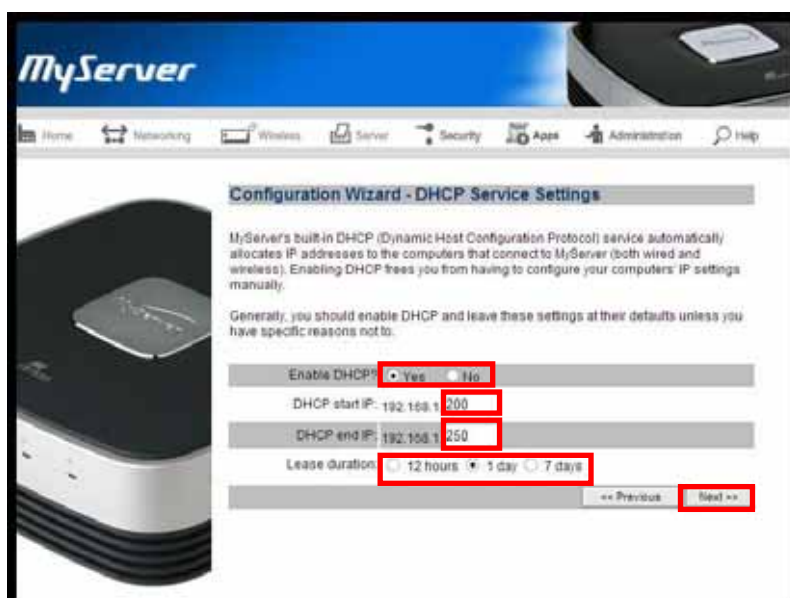 MyServer
Home Networking Wireless Server Security Apps Administration Help
Configuration Wizard - DHCP Service Settings
MyServer's built-in DHCP (Dynamic Host Configuration Protocol) service automatically
allocates IP addresses to the computers that connect to MyServer (both wired and
wireless). Enabling DHCP frees you from having to configure your computers' IP settings
manually.
Generally, you should enable DHCP and leave these settings at their defaults unless you
have specific reasons not to.
Enable DHCP? Yes No
DHCP start IP: 192.168.1. 200
DHCP end IP: 192.168.1. 250
Lease duration: 12 hours 1 day 7 days
<< Previous Next >>